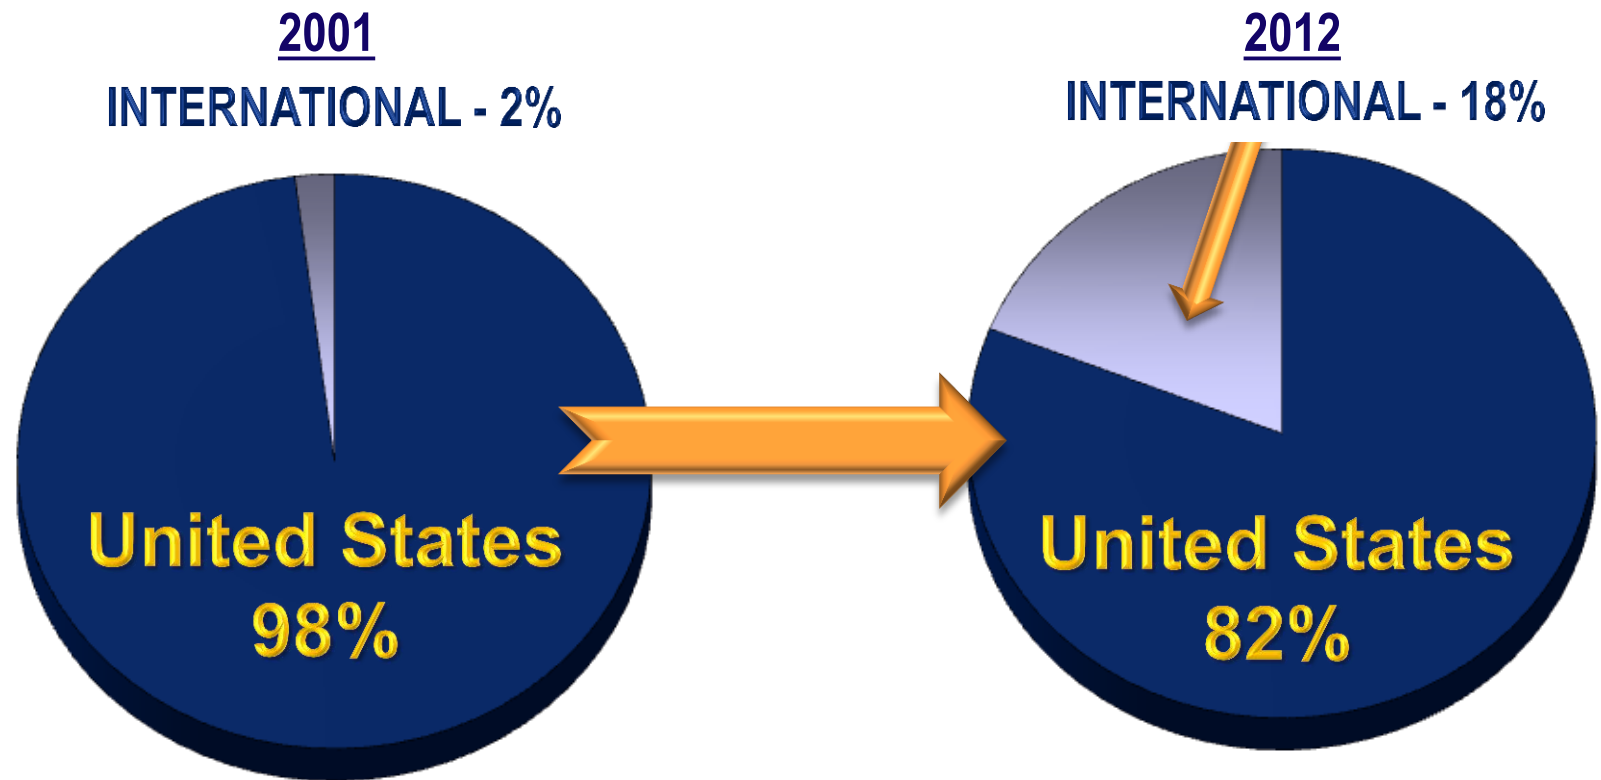 2001
INTERNATIONAL - 2%
United States
98%
2012
INTERNATIONAL - 18%
United States
82%